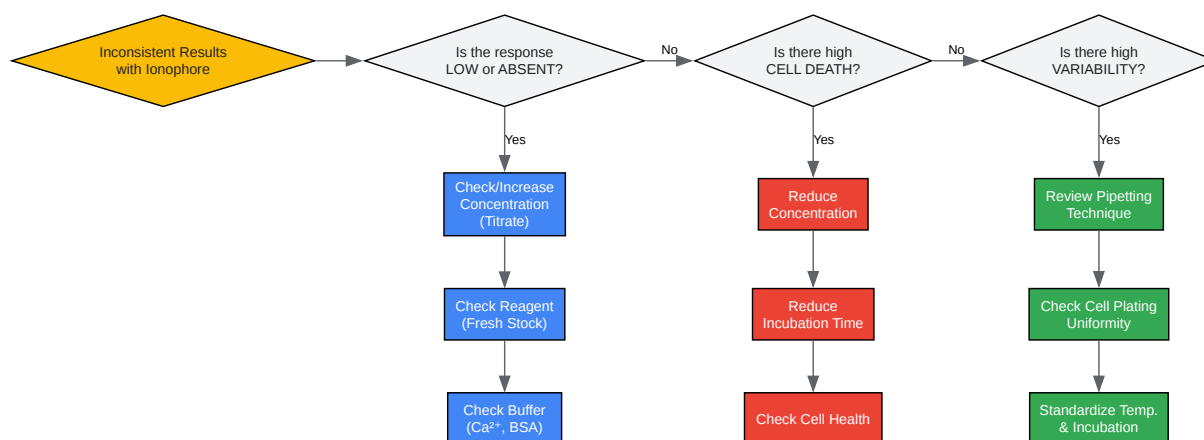 Inconsistent Results
with Ionophore
Is the response
LOW or ABSENT?
No
Is there high
CELL DEATH?
No
Is there high
VARIABILITY?
Yes
Yes
Yes
Check/Increase
Concentration
(Titrate)
Reduce
Concentration
Review Pipetting
Technique
Check Reagent
(Fresh Stock)
Reduce
Incubation Time
Check Cell Plating
Uniformity
Check Buffer
(Ca²⁺, BSA)
Check Cell Health
Standardize Temp.
& Incubation